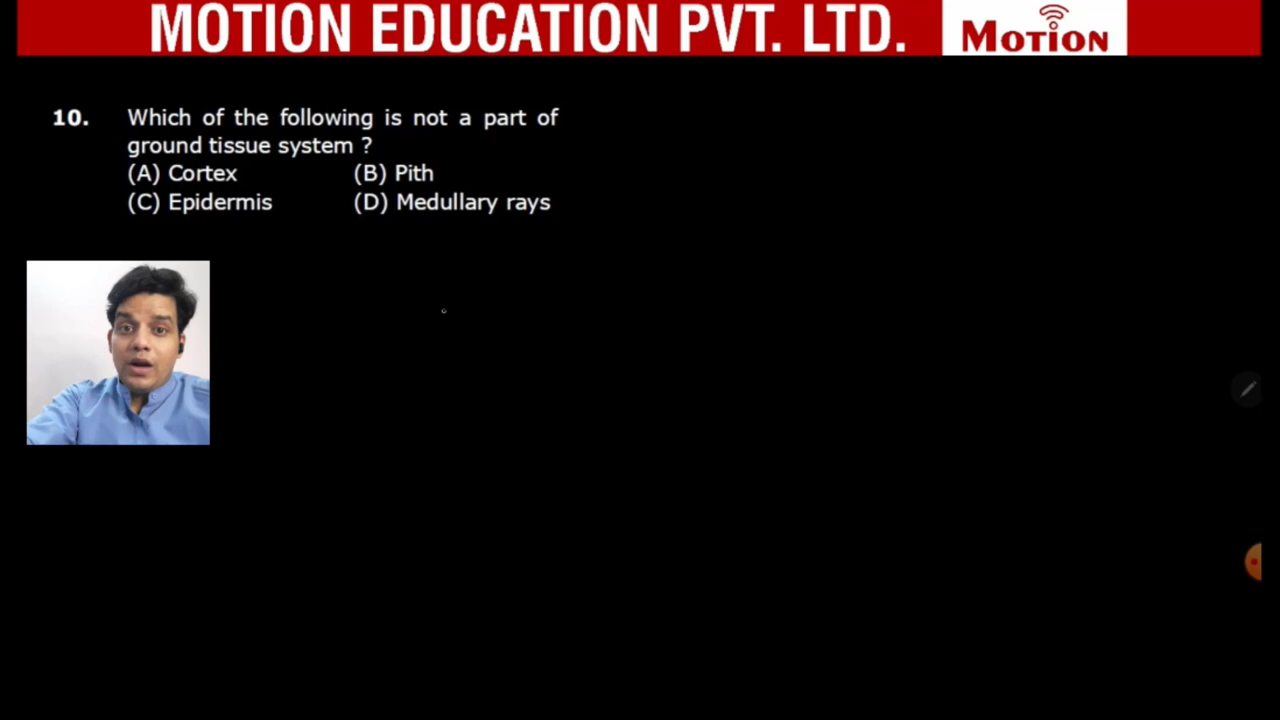 MOTION EDUCATION PVT. LTD.
MOTION
10. Which of the following is not a part of
ground tissue system ?
(A) Cortex (B) Pith
(C) Epidermis (D) Medullary rays